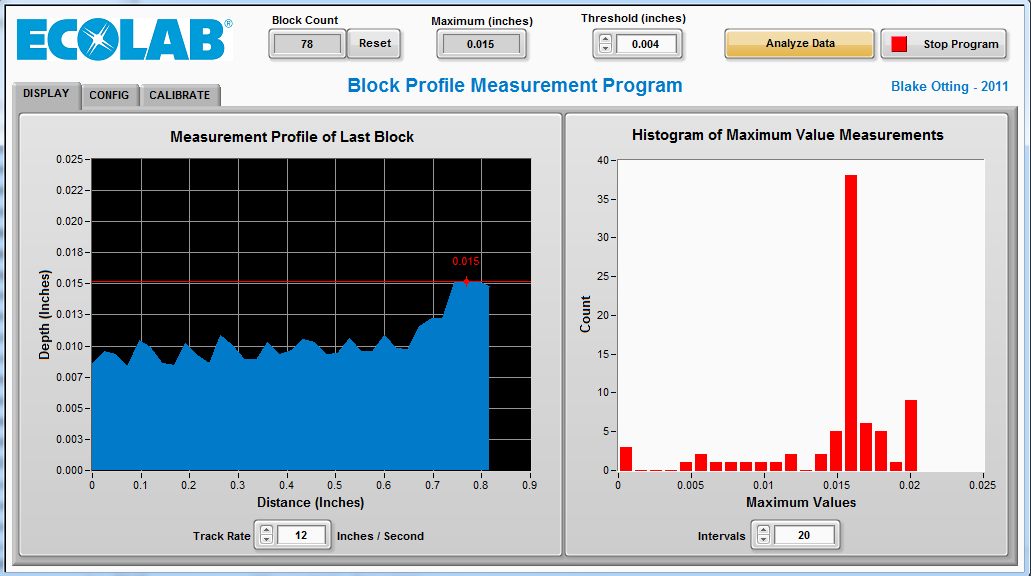 ECOLAB®
Block Count
78
Reset
Maximum (inches)
0.015
Threshold (inches)
0.004
Analyze Data
Stop Program
DISPLAY
CONFIG
CALIBRATE
Block Profile Measurement Program
Blake Otting - 2011
Measurement Profile of Last Block
0.025
0.022
0.020
0.018
0.015
0.013
0.010
0.007
0.005
0.003
0.000
Depth (Inches)
0.015
0 0.1 0.2 0.3 0.4 0.5 0.6 0.7 0.8 0.9
Distance (Inches)
Track Rate 12 Inches / Second
Histogram of Maximum Value Measurements
40
35
30
25
20
15
10
5
0
Count
0 0.005 0.01 0.015 0.02 0.025
Maximum Values
Intervals 20